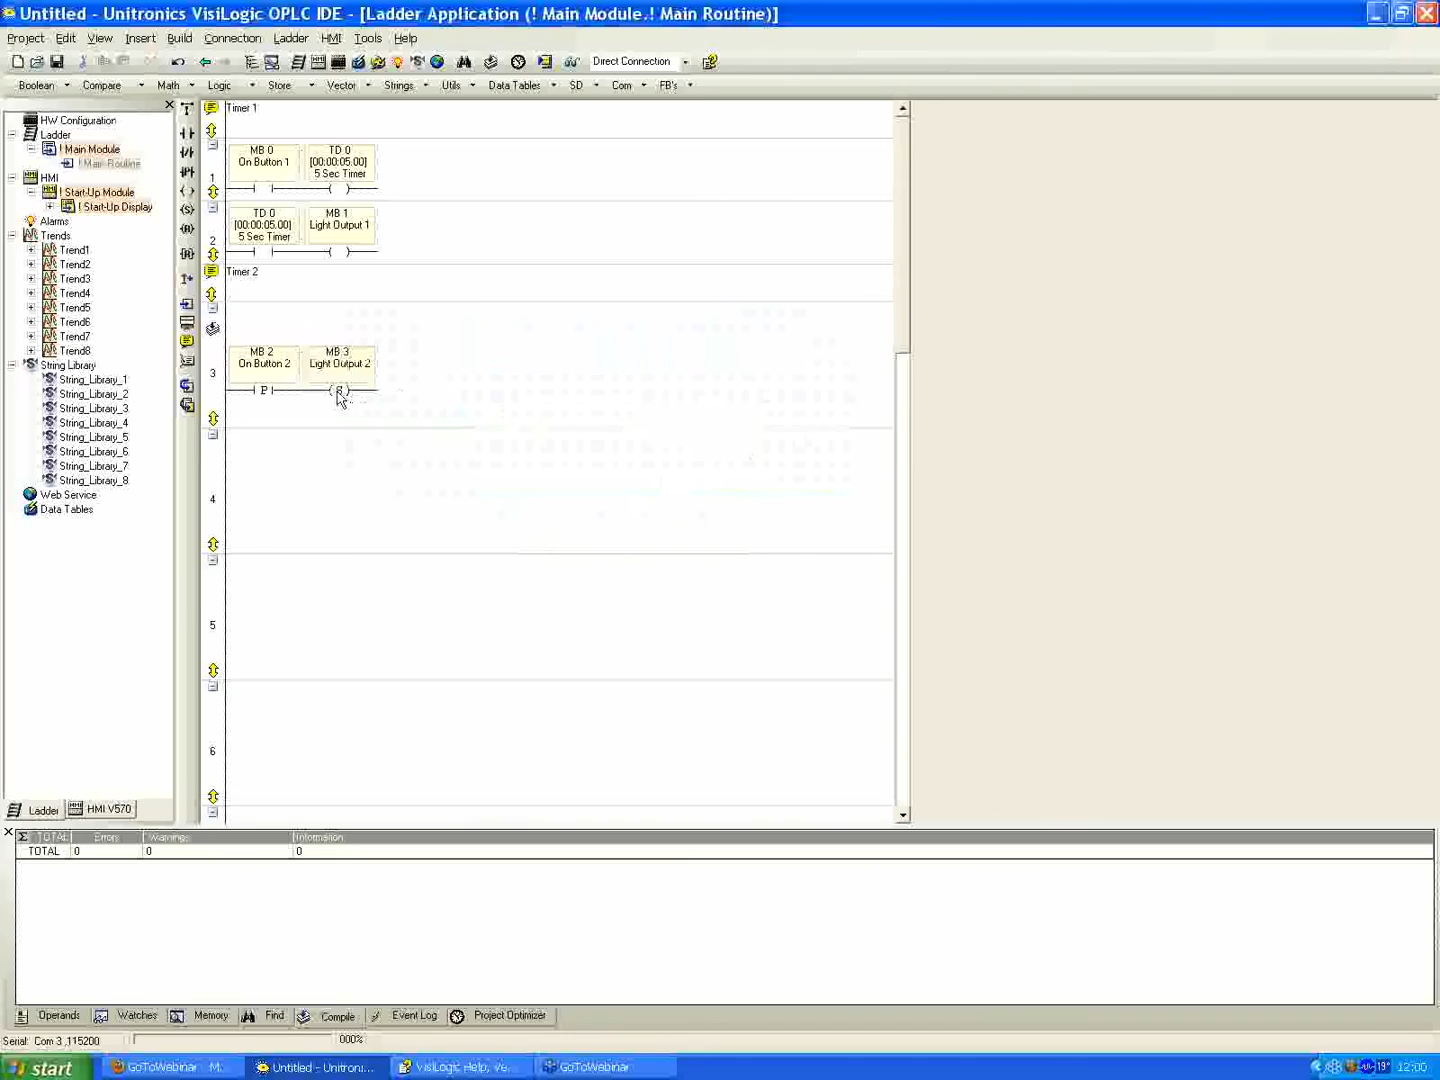 Untitled - Unitronics VisiLogic OPLC IDE - [Ladder Application (! Main Module.! Main Routine)]
Project Edit View Insert Build Connection Ladder HMI Tools Help
Direct Connection
Boolean Compare Math Logic Store Vector Strings Utils Data Tables SD Com FB's
HW Configuration
Ladder
! Main Module
! Main Routine
HMI
! Start-Up Module
! Start-Up Display
Alarms
Trends
Trend1
Trend2
Trend3
Trend4
Trend5
Trend6
Trend7
Trend8
String Library
String_Library_1
String_Library_2
String_Library_3
String_Library_4
String_Library_5
String_Library_6
String_Library_7
String_Library_8
Web Service
Data Tables
Ladder HMI V570
Timer 1
MB 0 TD 0
On Button 1 [00:00:05.00]
5 Sec Timer
1
TD 0 MB 1
[00:00:05.00] Light Output 1
5 Sec Timer
2
Timer 2
MB 2 MB 3
On Button 2 Light Output 2
3
P
4
5
6
TOTAL Errors Warnings Information
TOTAL 0 0 0
Operands Watches Memory Find Compile Event Log Project Optimizer
Serial: Com 3 ,115200 000%
start GoToWebinar - M... Untitled - Unitroni... VisiLogic Help, Ve... GoToWebinar 19° 12:00